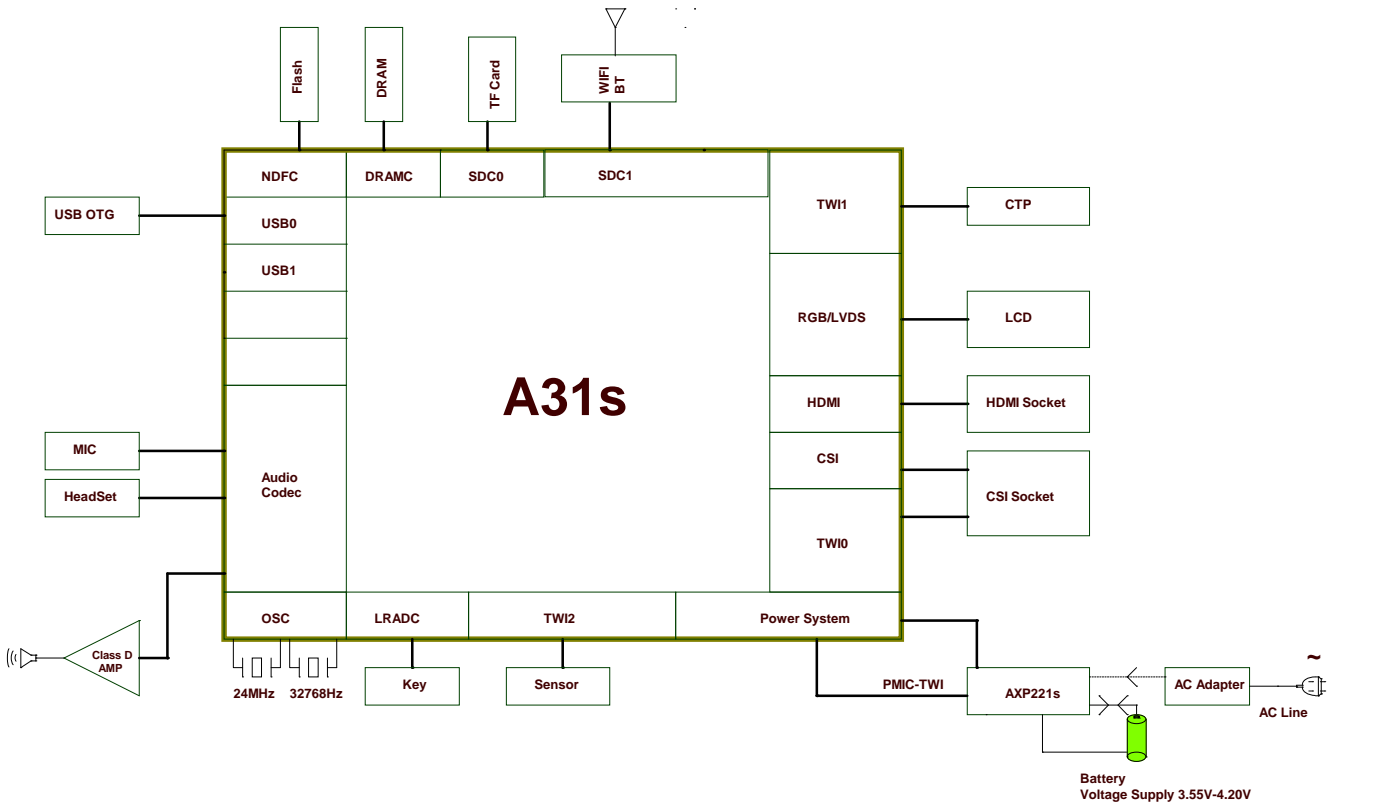 Flash
DRAM
TF Card
WIFI
BT
NDFC
DRAMC
SDC0
SDC1
USB OTG
USB0
USB1
TWI1
CTP
RGB/LVDS
LCD
A31s
HDMI
HDMI Socket
CSI
CSI Socket
TWI0
MIC
HeadSet
Audio
Codec
OSC
LRADC
TWI2
Power System
Class D
AMP
24MHz
32768Hz
Key
Sensor
PMIC-TWI
AXP221s
AC Adapter
~
AC Line
Battery
Voltage Supply 3.55V-4.20V